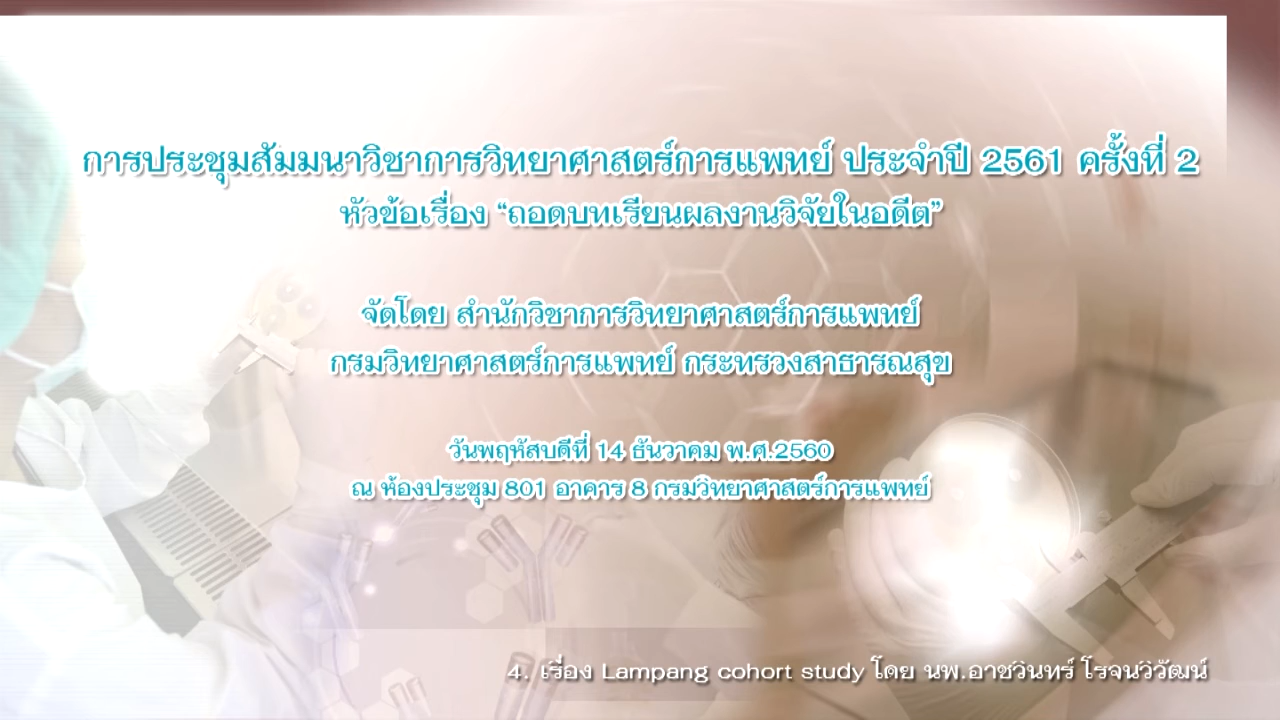 การประชุมสัมมนาวิชาการวิทยาศาสตร์การแพทย์ ประจำปี 2561 ครั้งที่ 2
หัวข้อเรื่อง “ถอดบทเรียนผลงานวิจัยในอดีต”
จัดโดย สำนักวิชาการวิทยาศาสตร์การแพทย์
กรมวิทยาศาสตร์การแพทย์ กระทรวงสาธารณสุข
วันพฤหัสบดีที่ 14 ธันวาคม พ.ศ.2560
ณ ห้องประชุม 801 อาคาร 8 กรมวิทยาศาสตร์การแพทย์
4. เรื่อง Lampang cohort study โดย นพ.อาชวินทร์ โรจนวิวัฒน์